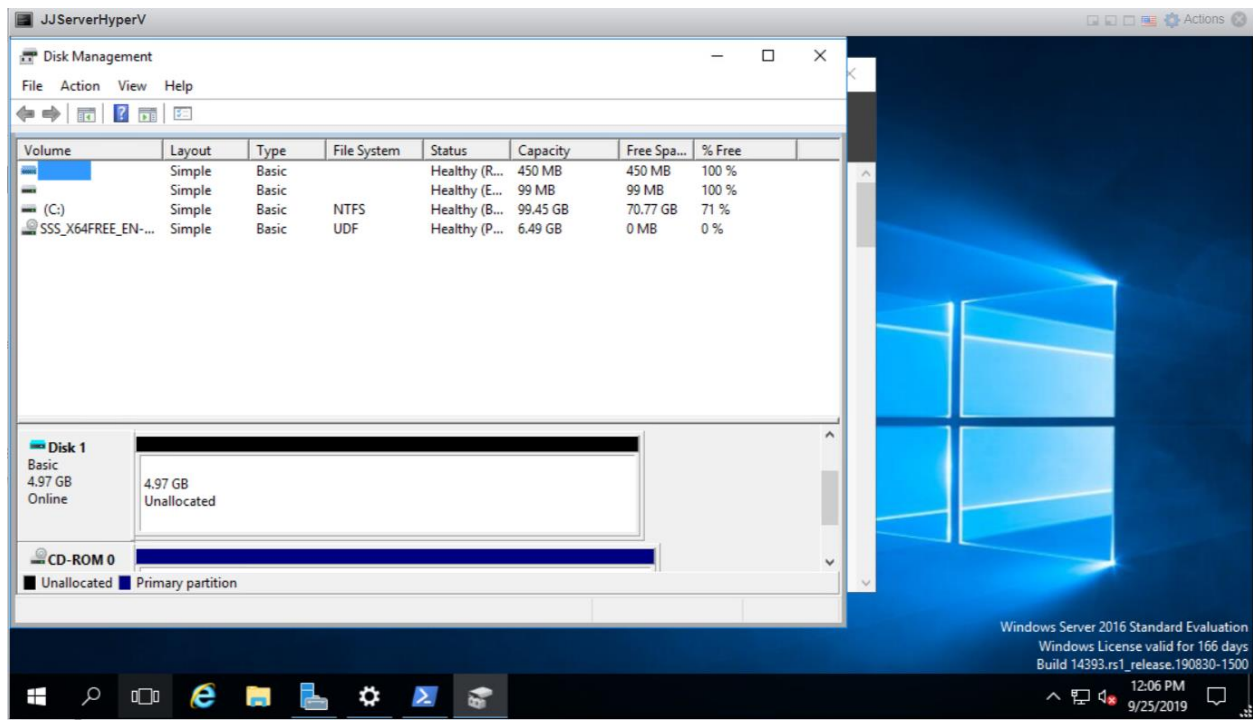 JJServerHyperV
Actions
Disk Management
File Action View Help
Volume Layout Type File System Status Capacity Free Spa... % Free
Simple Basic Healthy (R... 450 MB 450 MB 100 %
Simple Basic Healthy (E... 99 MB 99 MB 100 %
(C:) Simple Basic NTFS Healthy (B... 99.45 GB 70.77 GB 71 %
SSS_X64FREE_EN-... Simple Basic UDF Healthy (P... 6.49 GB 0 MB 0 %
Disk 1
Basic
4.97 GB
Online
4.97 GB
Unallocated
CD-ROM 0
Unallocated Primary partition
Windows Server 2016 Standard Evaluation
Windows License valid for 166 days
Build 14393.rs1_release.190830-1500
12:06 PM
9/25/2019